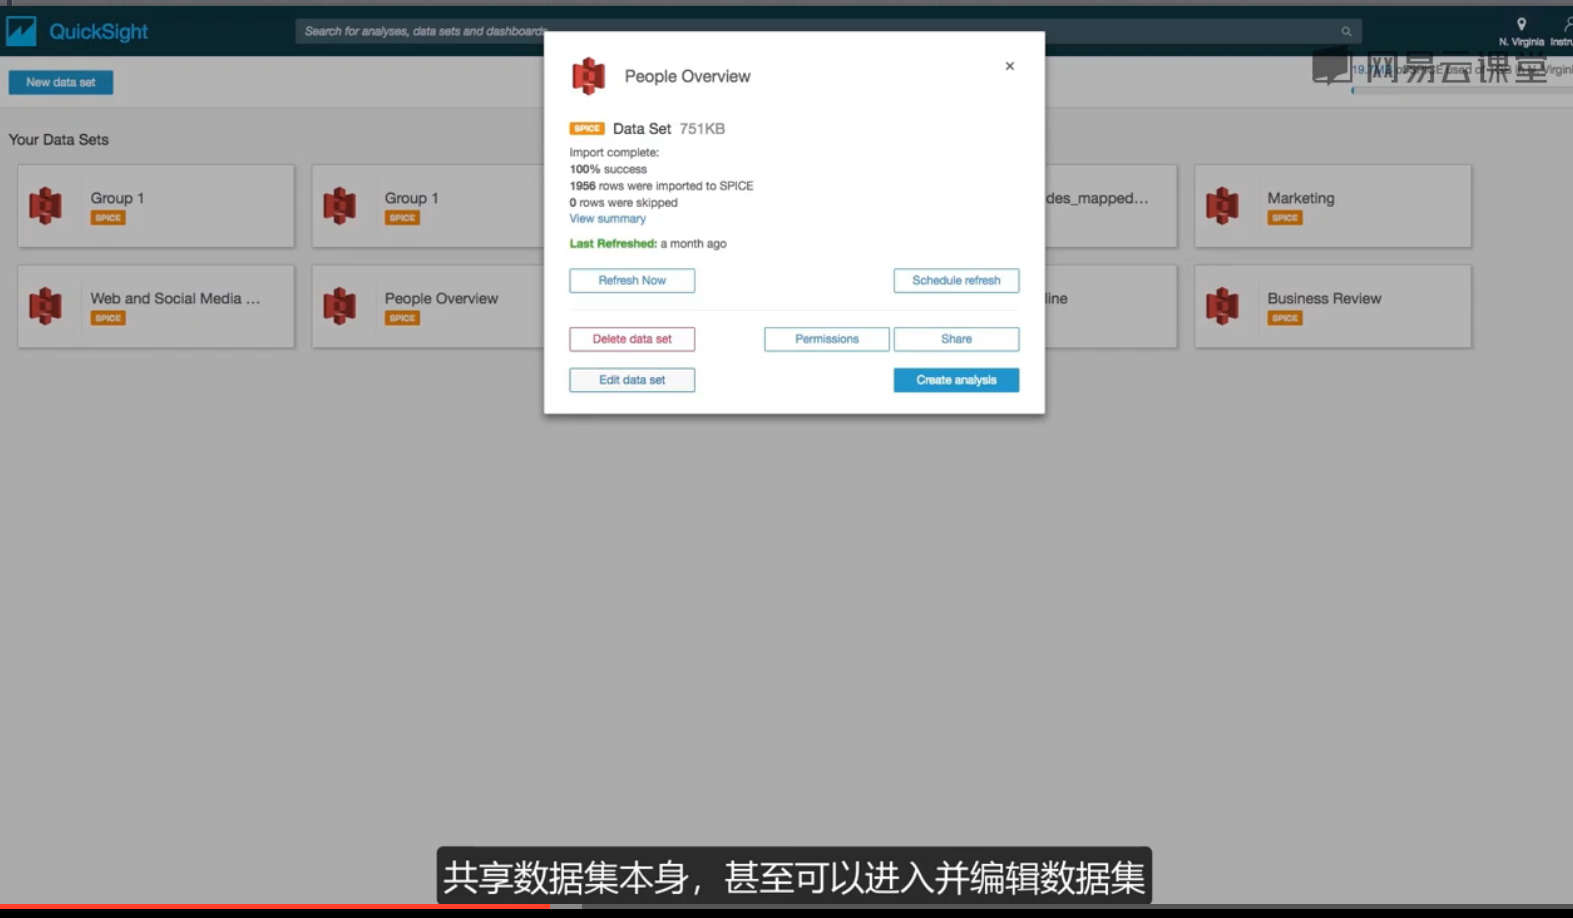 QuickSight
Search for analyses, data sets and dashboards
N. Virginia
New data set
网易云课堂
Your Data Sets
Group 1
SPICE
Group 1
SPICE
des_mapped...
Marketing
SPICE
Web and Social Media ...
SPICE
People Overview
SPICE
line
Business Review
SPICE
People Overview
SPICE Data Set 751KB
Import complete:
100% success
1956 rows were imported to SPICE
0 rows were skipped
View summary
Last Refreshed: a month ago
Refresh Now
Schedule refresh
Delete data set
Permissions
Share
Edit data set
Create analysis
共享数据集本身，甚至可以进入并编辑数据集